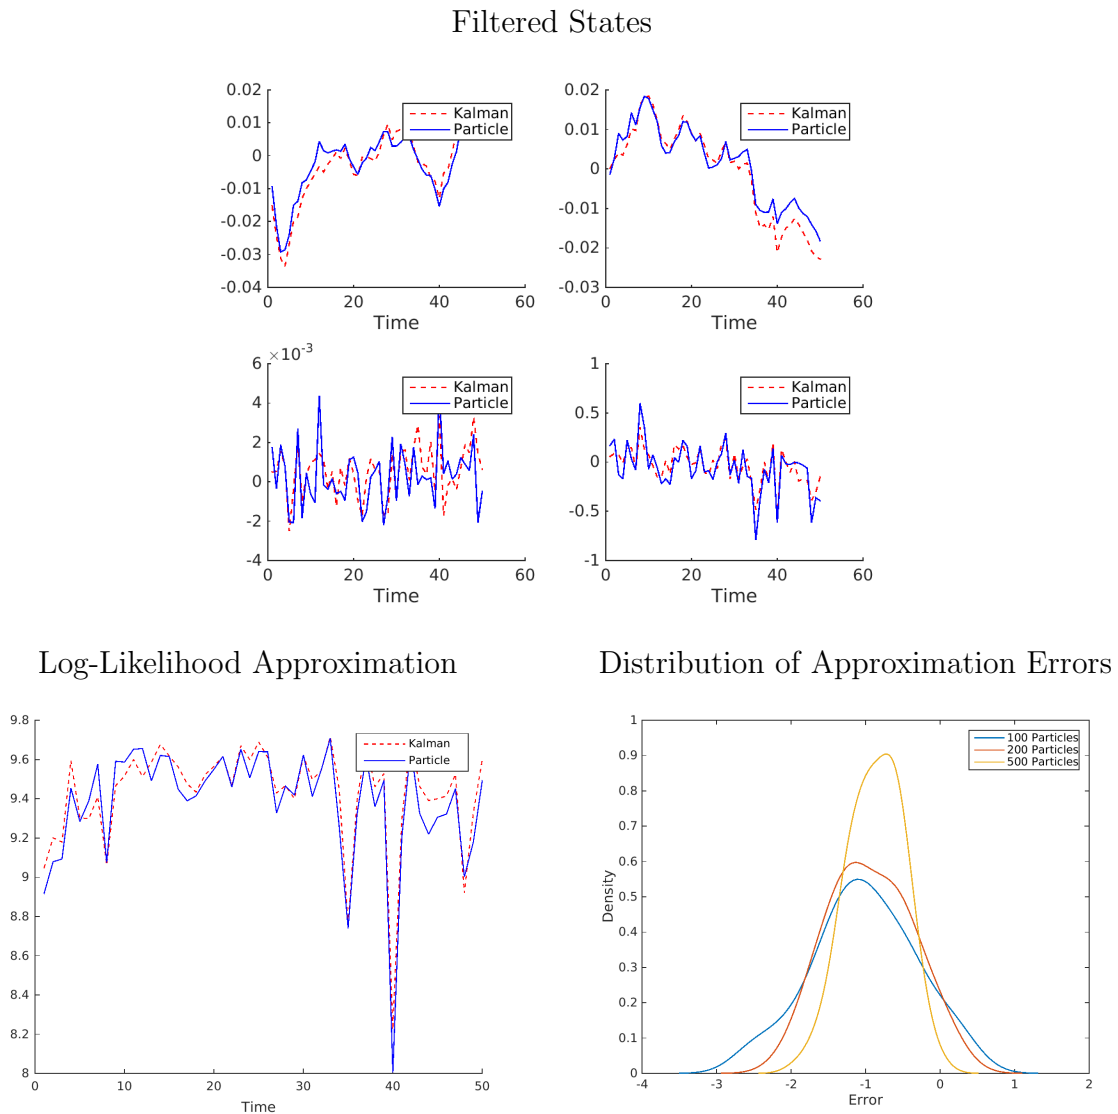 Filtered States
0.02
0.01
0
-0.01
-0.02
-0.03
-0.04
0 20 40 60
Time
Kalman
Particle
0.02
0.01
0
-0.01
-0.02
-0.03
0 20 40 60
Time
Kalman
Particle
×10-3
6
4
2
0
-2
-4
0 20 40 60
Time
Kalman
Particle
1
0.5
0
-0.5
-1
0 20 40 60
Time
Kalman
Particle
Log-Likelihood Approximation
9.8
9.6
9.4
9.2
9
8.8
8.6
8.4
8.2
8
0 10 20 30 40 50
Time
Kalman
Particle
Distribution of Approximation Errors
1
0.9
0.8
0.7
0.6
0.5
0.4
0.3
0.2
0.1
0
Density
-4 -3 -2 -1 0 1 2
Error
100 Particles
200 Particles
500 Particles